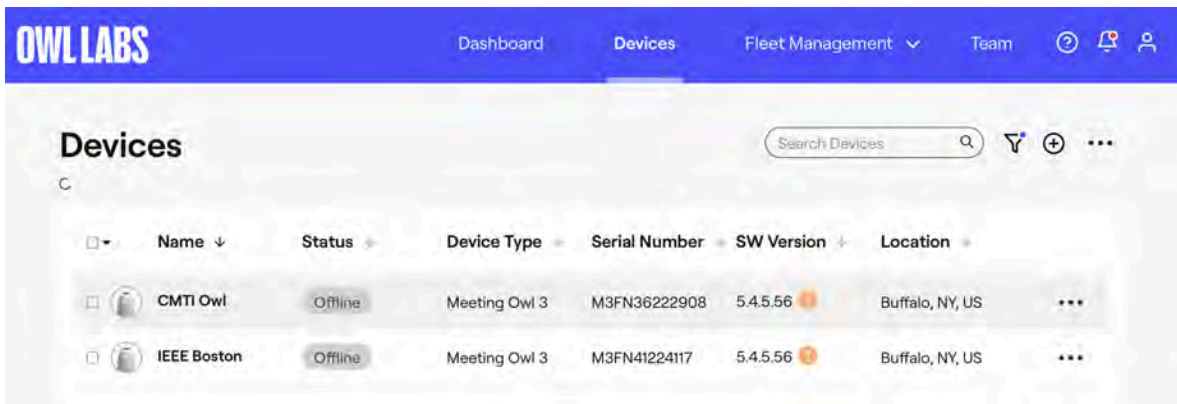 OWL LABS Dashboard Devices Fleet Management Team
Devices
Search Devices
Name Status Device Type Serial Number SW Version Location
CMTI Owl Offline Meeting Owl 3 M3FN36222908 5.4.5.56 Buffalo, NY, US
IEEE Boston Offline Meeting Owl 3 M3FN41224117 5.4.5.56 Buffalo, NY, US